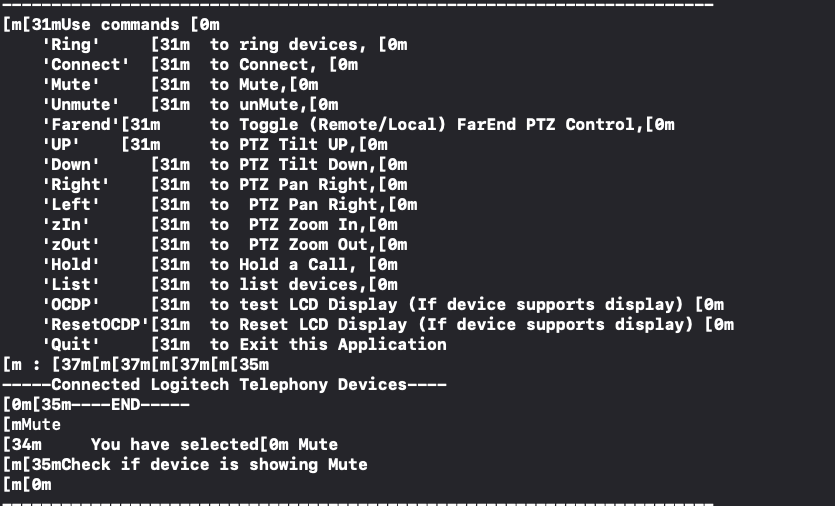 ------------------------------------------------------------------------
[m[31mUse commands [0m
    'Ring'     [31m  to ring devices, [0m
    'Connect'  [31m  to Connect, [0m
    'Mute'     [31m  to Mute,[0m
    'Unmute'   [31m  to unMute,[0m
    'Farend'[31m     to Toggle (Remote/Local) FarEnd PTZ Control,[0m
    'UP'    [31m     to PTZ Tilt UP,[0m
    'Down'     [31m  to PTZ Tilt Down,[0m
    'Right'    [31m  to PTZ Pan Right,[0m
    'Left'     [31m  to  PTZ Pan Right,[0m
    'zIn'      [31m  to  PTZ Zoom In,[0m
    'zOut'     [31m  to  PTZ Zoom Out,[0m
    'Hold'     [31m  to Hold a Call, [0m
    'List'     [31m  to list devices,[0m
    'OCDP'     [31m  to test LCD Display (If device supports display) [0m
    'ResetOCDP'[31m  to Reset LCD Display (If device supports display) [0m
    'Quit'     [31m  to Exit this Application
[m : [37m[m[37m[m[37m[m[35m
-----Connected Logitech Telephony Devices----
[0m[35m----END-----
[mMute
[34m     You have selected[0m Mute
[m[35mCheck if device is showing Mute
[m[0m
------------------------------------------------------------------------